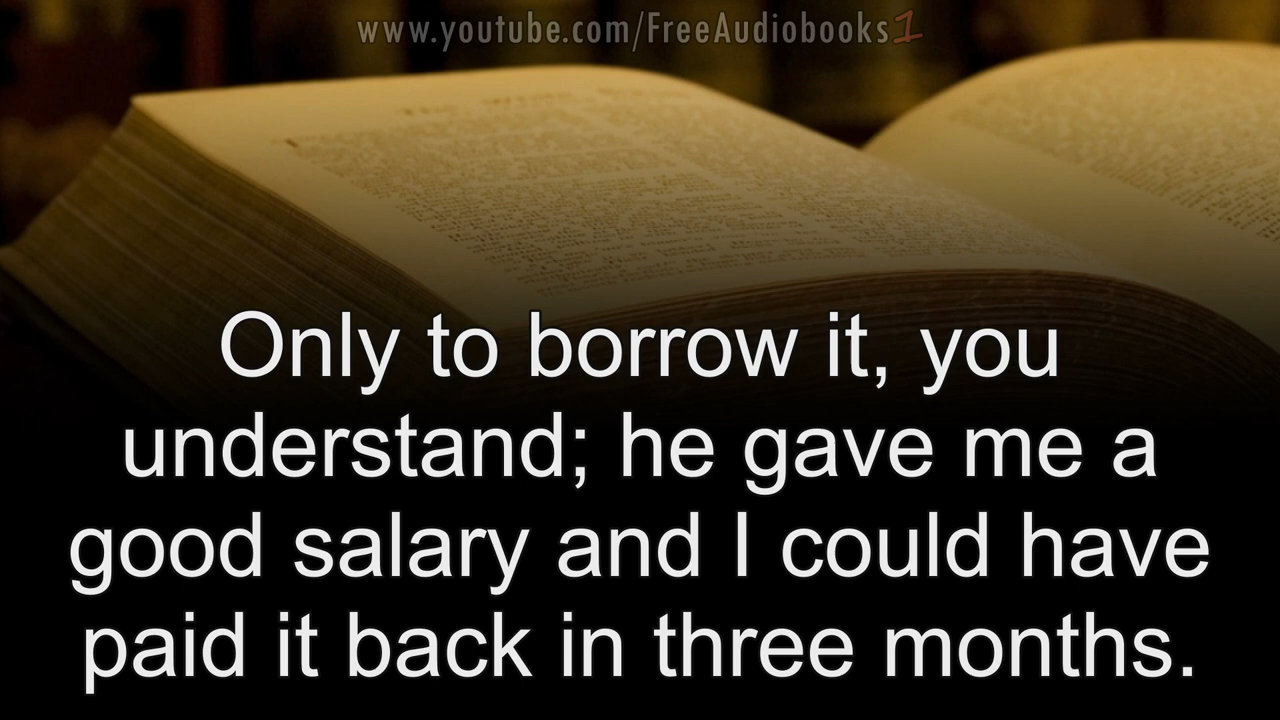 www.youtube.com/FreeAudiobooks1
Only to borrow it, you
understand; he gave me a
good salary and I could have
paid it back in three months.